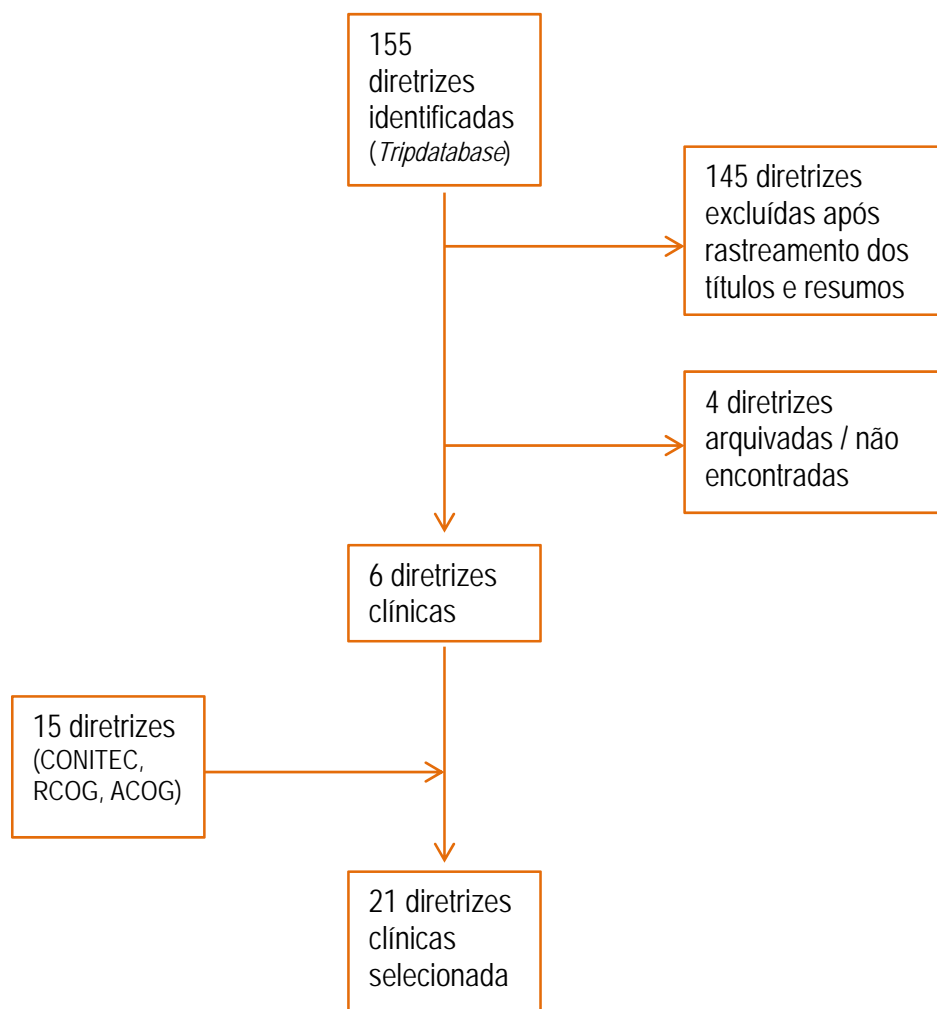 155
diretrizes
identificadas
(Tripdatabase)
145 diretrizes
excluídas após
rastreamento dos
títulos e resumos
4 diretrizes
arquivadas / não
encontradas
6 diretrizes
clínicas
15 diretrizes
(CONITEC,
RCOG, ACOG)
21 diretrizes
clínicas
selecionada